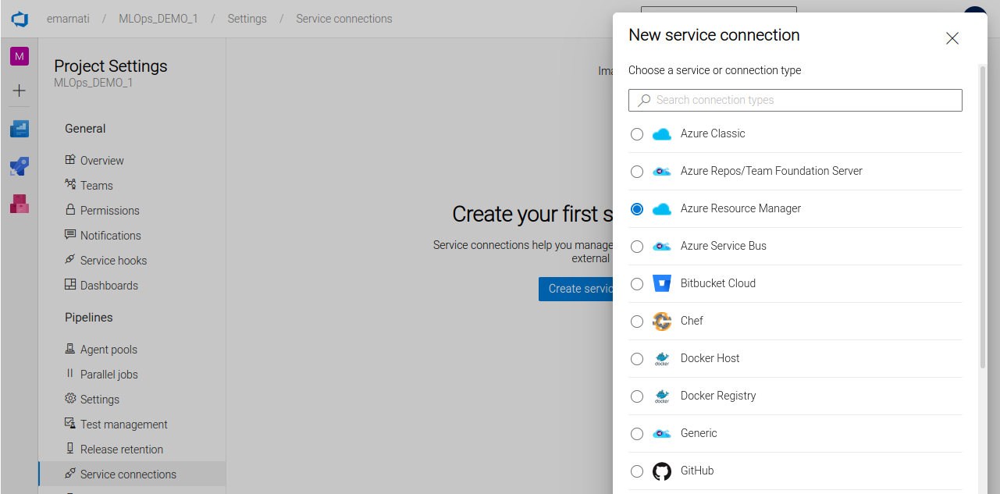 emarnati / MLOps_DEMO_1 / Settings / Service connections
M
Project Settings
MLOps_DEMO_1
General
Overview
Teams
Permissions
Notifications
Service hooks
Dashboards
Pipelines
Agent pools
Parallel jobs
Settings
Test management
Release retention
Service connections
Create your first s
Service connections help you manage
external
Create servic
New service connection
Choose a service or connection type
Search connection types
Azure Classic
Azure Repos/Team Foundation Server
Azure Resource Manager
Azure Service Bus
Bitbucket Cloud
Chef
docker
Docker Host
docker
Docker Registry
Generic
GitHub